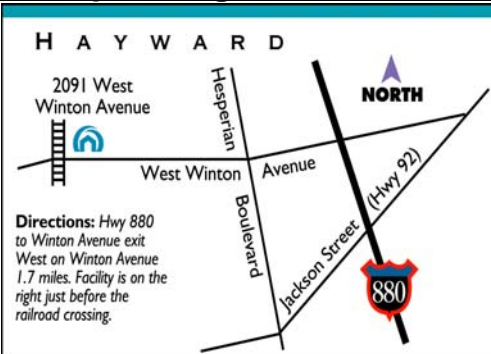 HAYWARD
2091 West
Winton Avenue
Hesperian
Boulevard
NORTH
West Winton Avenue
Jackson Street (Hwy 92)
Directions: Hwy 880
to Winton Avenue exit
West on Winton Avenue
1.7 miles. Facility is on the
right just before the
railroad crossing.
880